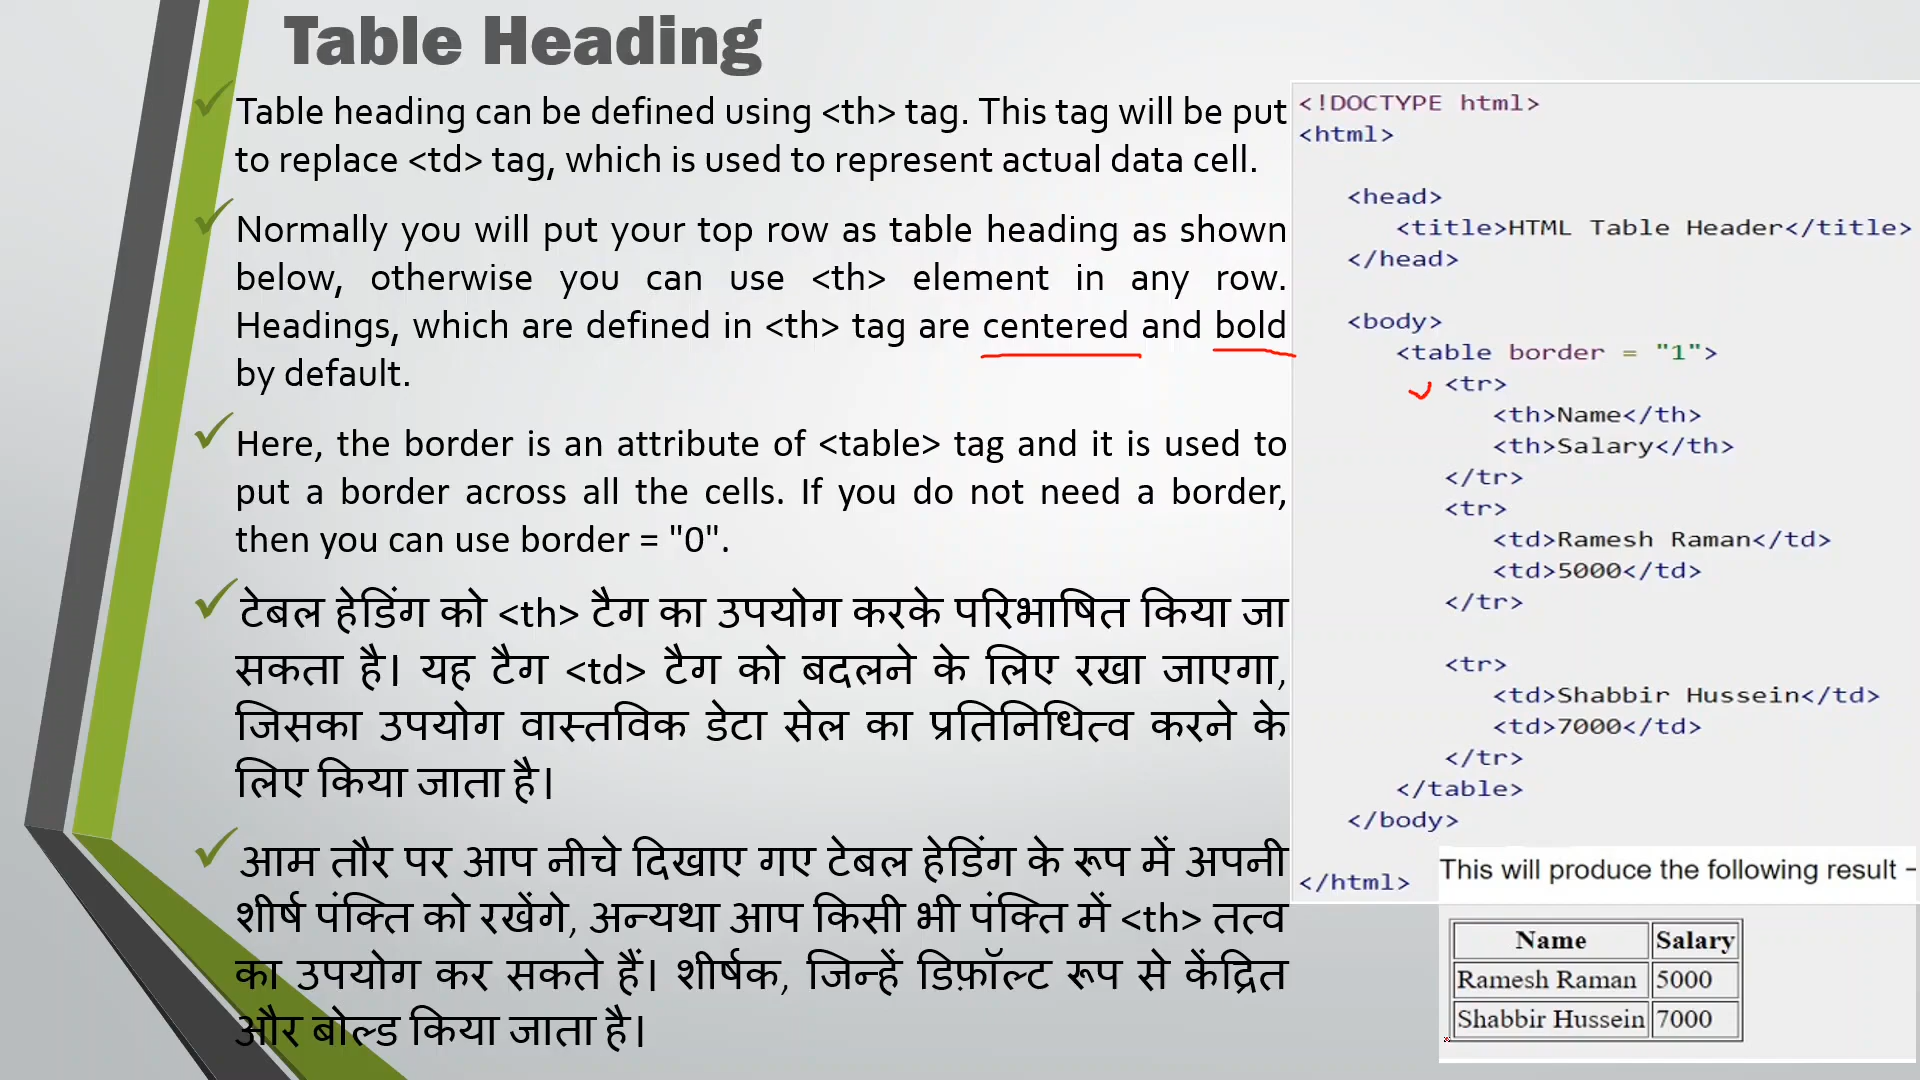 Table Heading
Table heading can be defined using <th> tag. This tag will be put
to replace <td> tag, which is used to represent actual data cell.
Normally you will put your top row as table heading as shown
below, otherwise you can use <th> element in any row.
Headings, which are defined in <th> tag are centered and bold
by default.
Here, the border is an attribute of <table> tag and it is used to
put a border across all the cells. If you do not need a border,
then you can use border = "0".
टेबल हेडिंग को <th> टैग का उपयोग करके परिभाषित किया जा
सकता है। यह टैग <td> टैग को बदलने के लिए रखा जाएगा,
जिसका उपयोग वास्तविक डेटा सेल का प्रतिनिधित्व करने के
लिए किया जाता है।
आम तौर पर आप नीचे दिखाए गए टेबल हेडिंग के रूप में अपनी
शीर्ष पंक्ति को रखेंगे, अन्यथा आप किसी भी पंक्ति में <th> तत्व
का उपयोग कर सकते हैं। शीर्षक, जिन्हें डिफ़ॉल्ट रूप से केंद्रित
और बोल्ड किया जाता है।
<!DOCTYPE html>
<html>
<head>
<title>HTML Table Header</title>
</head>
<body>
<table border = "1">
<tr>
<th>Name</th>
<th>Salary</th>
</tr>
<tr>
<td>Ramesh Raman</td>
<td>5000</td>
</tr>
<tr>
<td>Shabbir Hussein</td>
<td>7000</td>
</tr>
</table>
</body>
</html>
This will produce the following result −
Name Salary
Ramesh Raman 5000
Shabbir Hussein 7000